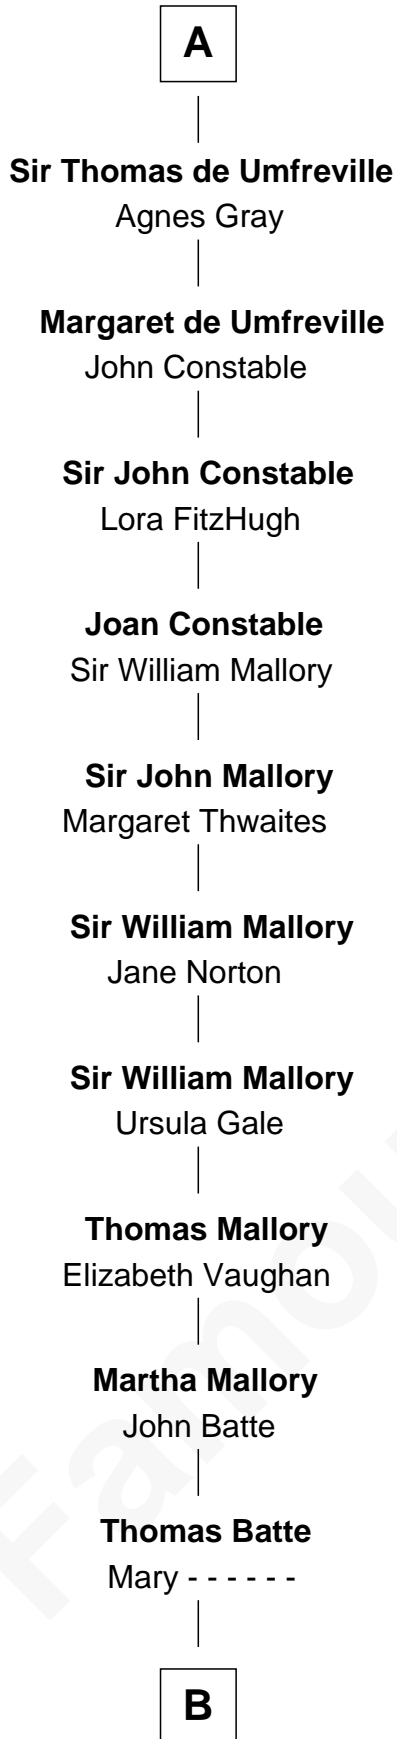 A
Sir Thomas de Umfreville
Agnes Gray
Margaret de Umfreville
John Constable
Sir John Constable
Lora FitzHugh
Joan Constable
Sir William Mallory
Sir John Mallory
Margaret Thwaites
Sir William Mallory
Jane Norton
Sir William Mallory
Ursula Gale
Thomas Mallory
Elizabeth Vaughan
Martha Mallory
John Batte
Thomas Batte
Mary - - - - - -
B